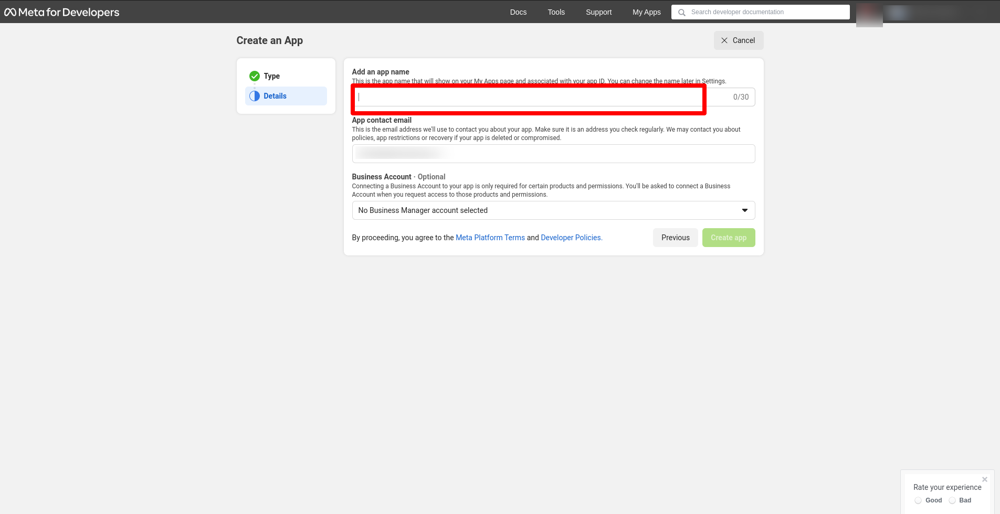 Meta for Developers
Docs Tools Support My Apps Search developer documentation
Create an App
Cancel
Type
Details
Add an app name
This is the app name that will show on your My Apps page and associated with your app ID. You can change the name later in Settings.
0/30
App contact email
This is the email address we'll use to contact you about your app. Make sure it is an address you check regularly. We may contact you about
policies, app restrictions or recovery if your app is deleted or compromised.
Business Account · Optional
Connecting a Business Account to your app is only required for certain products and permissions. You'll be asked to connect a Business
Account when you request access to those products and permissions.
No Business Manager account selected
By proceeding, you agree to the Meta Platform Terms and Developer Policies.
Previous
Create app
Rate your experience
Good Bad